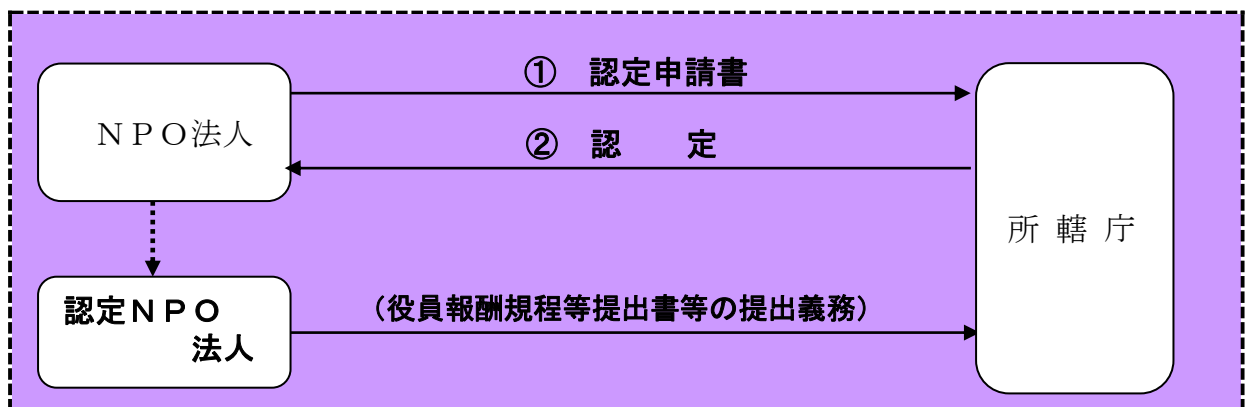 ① 認定申請書
ＮＰＯ法人
② 認　　定
所 轄 庁
認定ＮＰＯ
法人
（役員報酬規程等提出書等の提出義務）